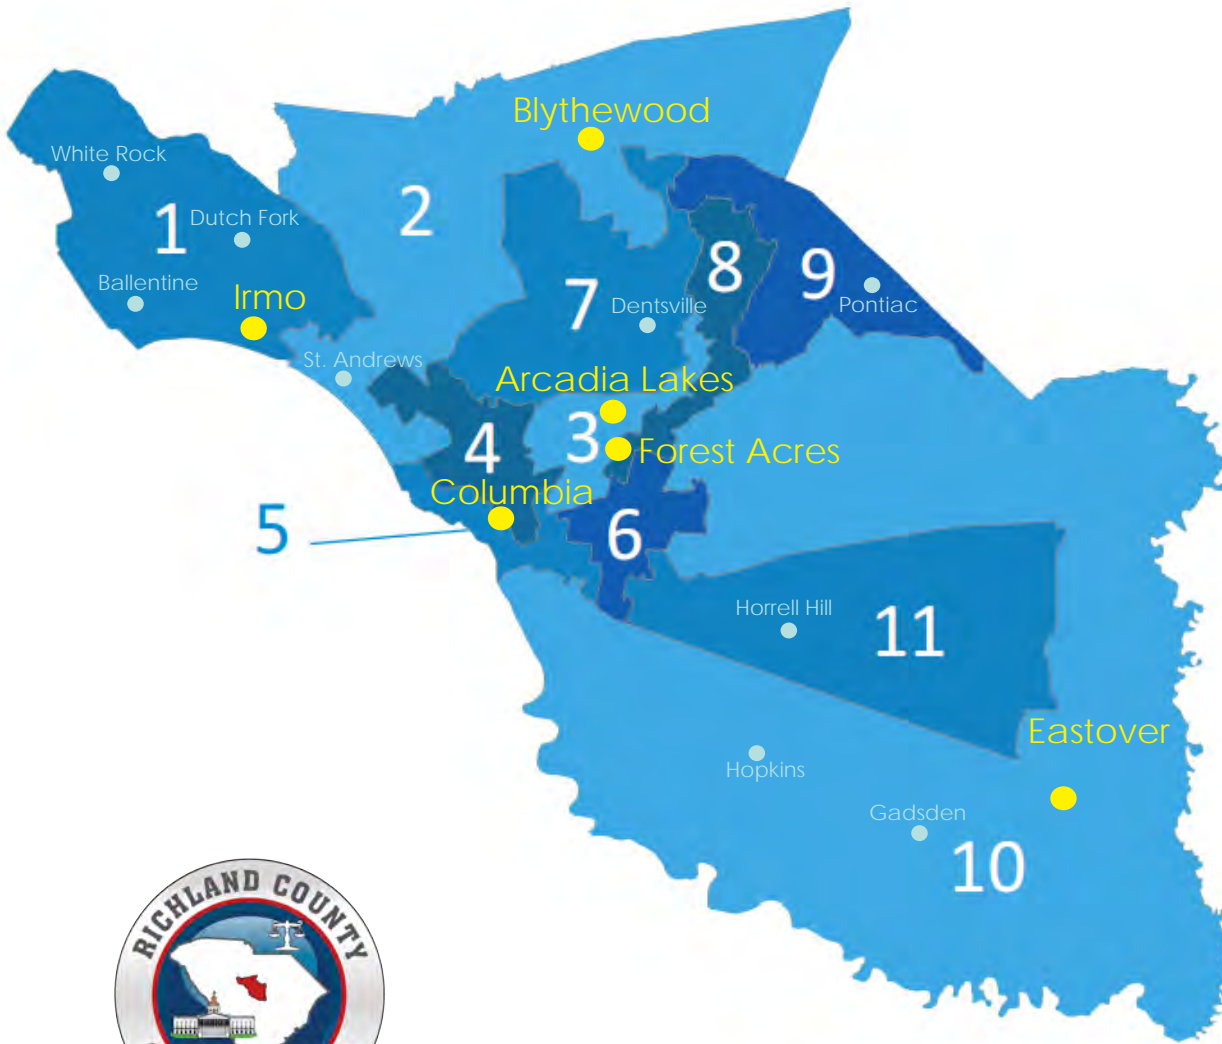 Blythewood
White Rock
1
Dutch Fork
2
8
9
Ballentine
Irmo
7
Dentsville
Pontiac
St. Andrews
Arcadia Lakes
3
4
Forest Acres
Columbia
5
6
Horrell Hill
11
Eastover
Hopkins
Gadsden
10
RICHLAND COUNTY